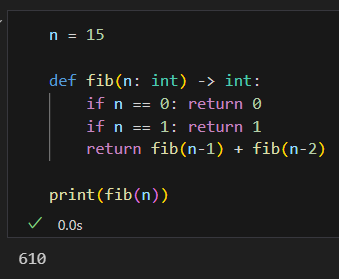 n = 15
def fib(n: int) -> int:
    if n == 0: return 0
    if n == 1: return 1
    return fib(n-1) + fib(n-2)
print(fib(n))
0.0s
610